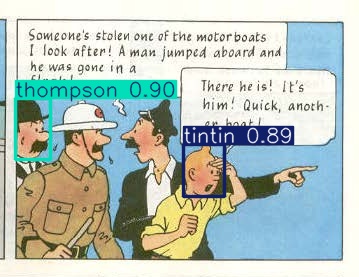 Someone's stolen one of the motorboats
I look after! A man jumped aboard and
he was gone in a
thompson 0.90
There he is! It's
him! Quick, anoth-
tintin 0.89